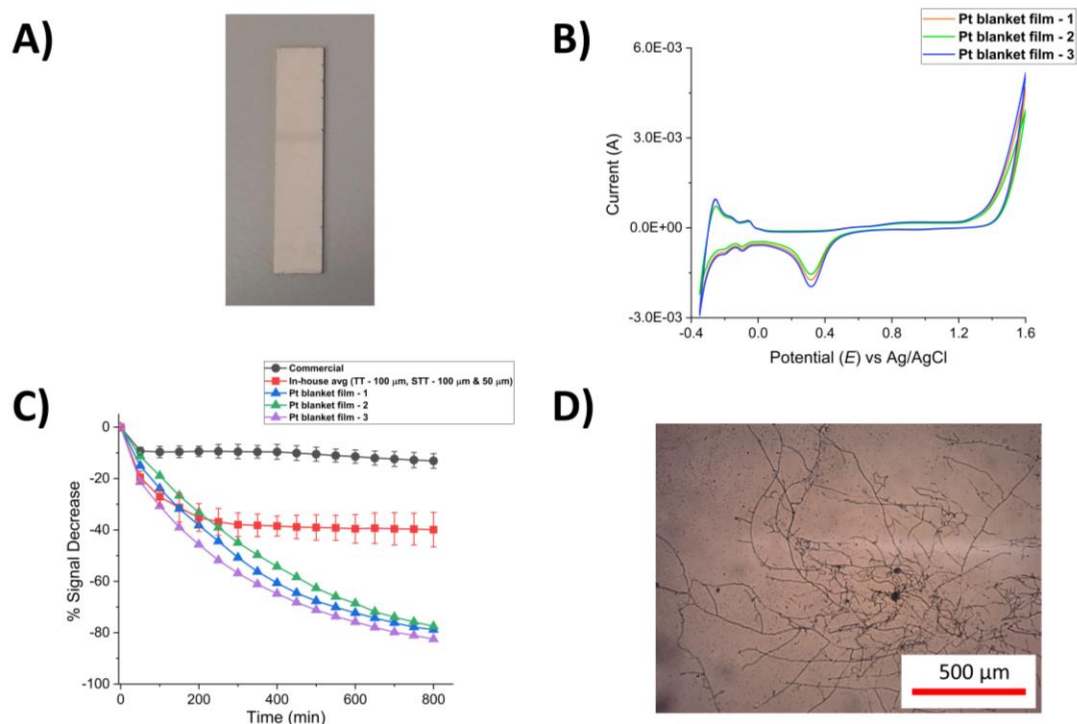 A)
B)
Pt blanket film - 1
Pt blanket film - 2
Pt blanket film - 3
6.0E-03
3.0E-03
0.0E+00
-3.0E-03
Current (A)
-0.4
0.0
0.4
0.8
1.2
1.6
Potential (E) vs Ag/AgCl
C)
Commercial
In-house avg (TT - 100 μm, STT - 100 μm & 50 μm)
Pt blanket film - 1
Pt blanket film - 2
Pt blanket film - 3
0
-20
-40
-60
-80
-100
% Signal Decrease
0
200
400
600
800
Time (min)
D)
500 μm